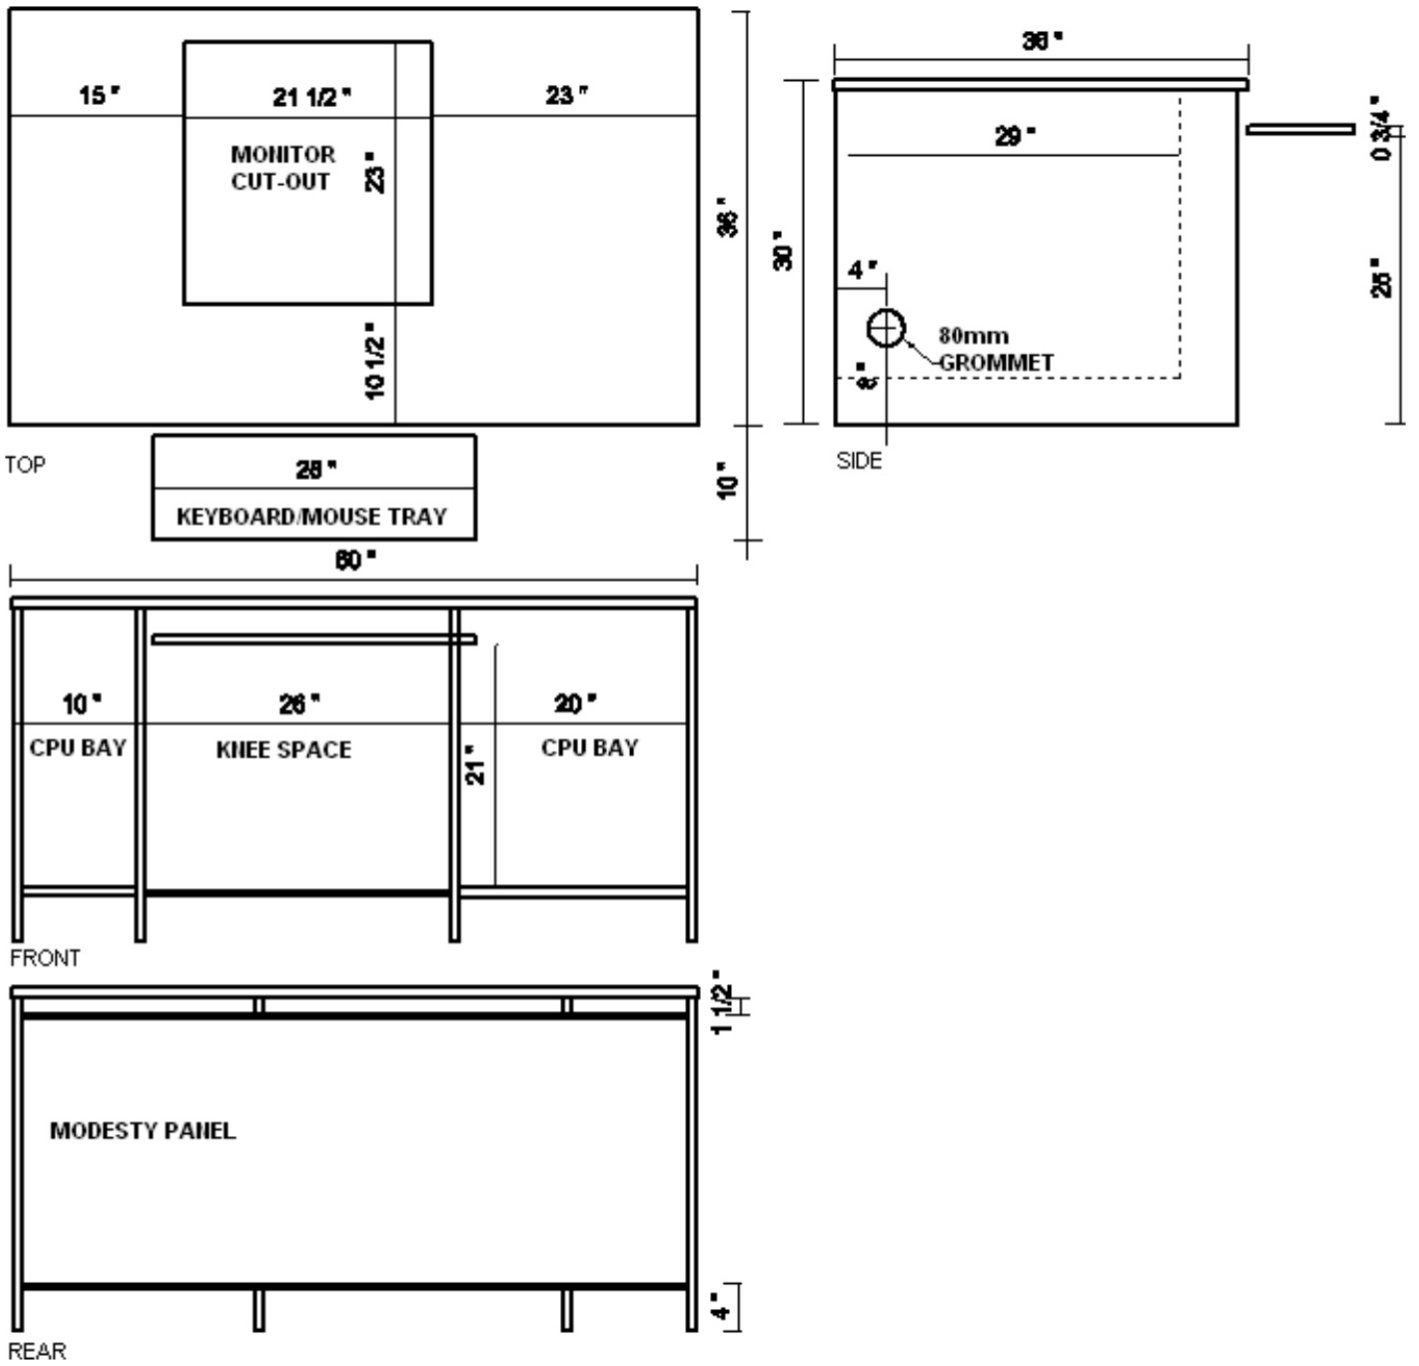 15 "
21 1/2 "
23 "
MONITOR
CUT-OUT
23 "
10 1/2 "
36 "
TOP
28 "
KEYBOARD/MOUSE TRAY
10 "
36 "
29 "
30 "
4 "
80mm
GROMMET
8 "
0 3/4 "
25 "
SIDE
60 "
10 "
26 "
20 "
CPU BAY
KNEE SPACE
CPU BAY
21 "
FRONT
1 1/2"
MODESTY PANEL
4 "
REAR